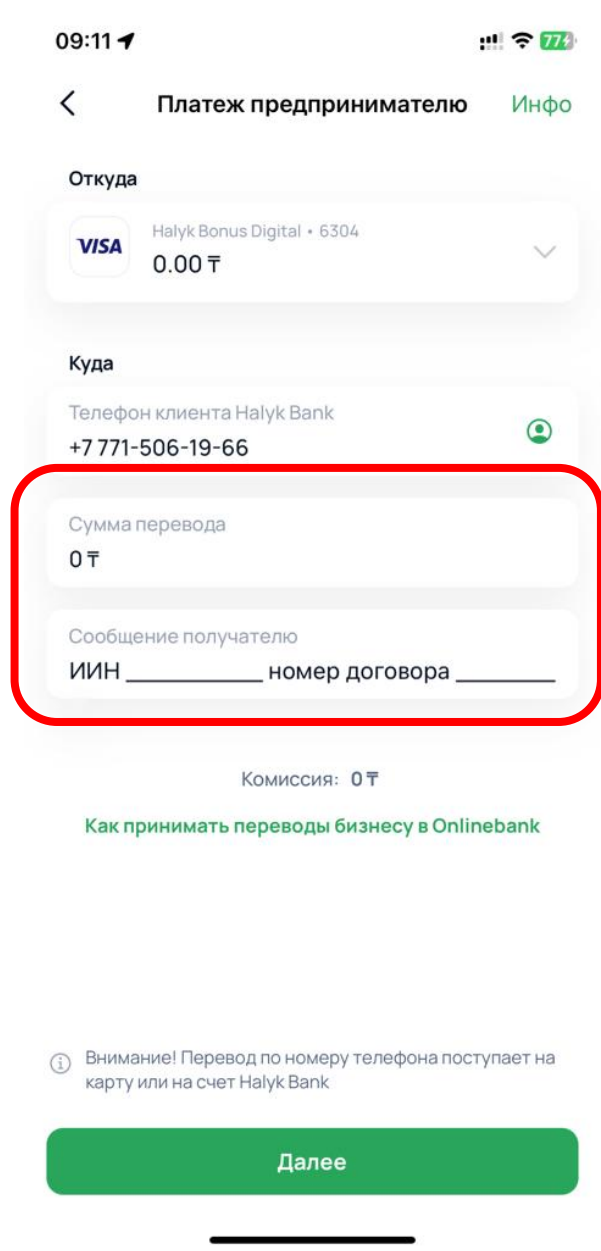 09:11
77
Платеж предпринимателю
Инфо
Откуда
VISA
Halyk Bonus Digital • 6304
0.00 ₸
Куда
Телефон клиента Halyk Bank
+7 771-506-19-66
Сумма перевода
0 ₸
Сообщение получателю
ИИН __________ номер договора ________
Комиссия: 0 ₸
Как принимать переводы бизнесу в Onlinebank
Внимание! Перевод по номеру телефона поступает на
карту или на счет Halyk Bank
Далее